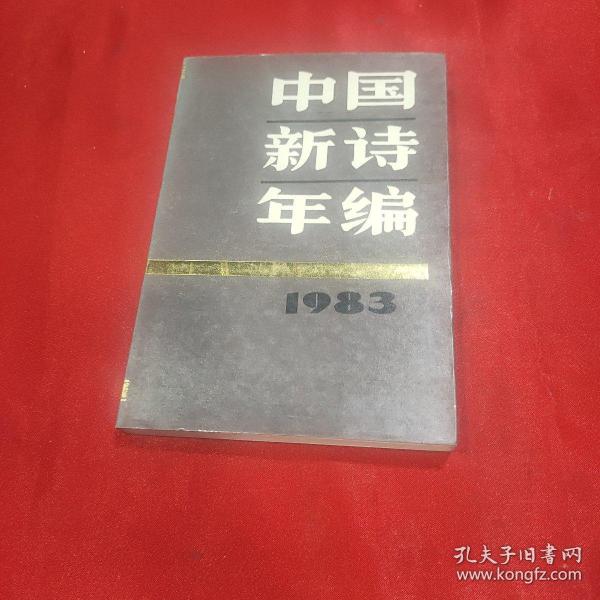 中国
新诗
年编
1983
孔夫子旧书网
www.kongfz.com